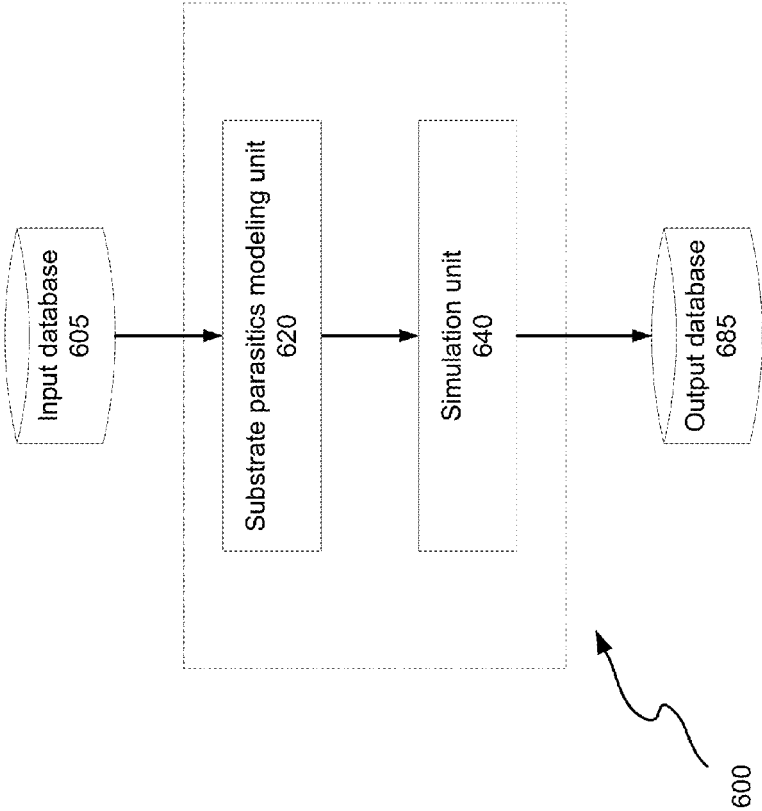 Input database
605
Substrate parasitics modeling unit
620
Simulation unit
640
Output database
685
600